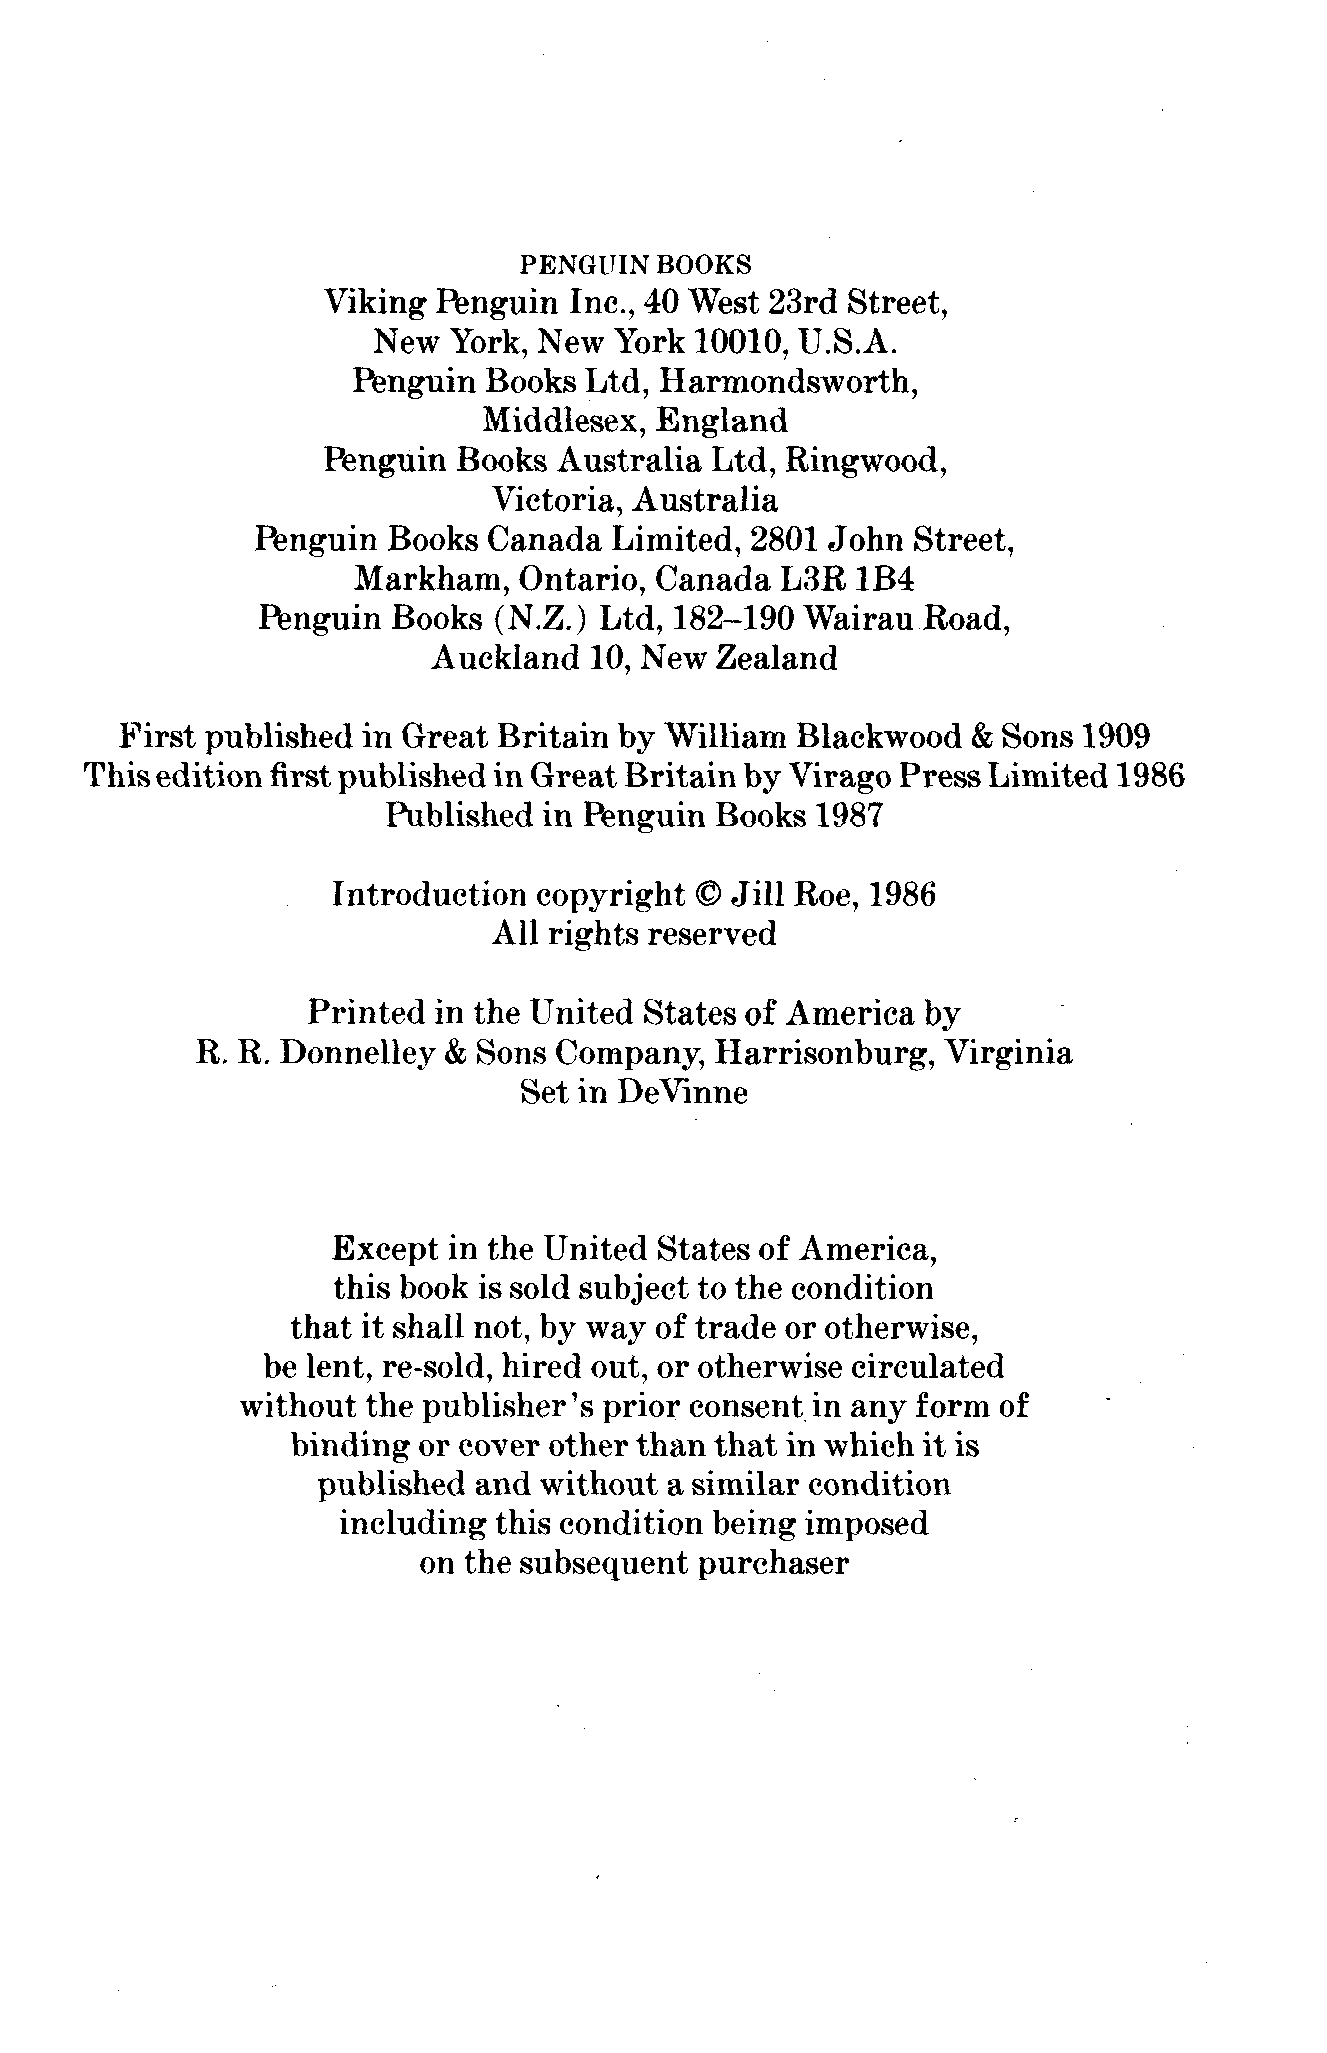 PENGUIN BOOKS
Viking Penguin Inc., 40 West 23rd Street,
New York, New York 10010, U.S.A.
Penguin Books Ltd, Harmondsworth,
Middlesex, England
Penguin Books Australia Ltd, Ringwood,
Victoria, Australia
Penguin Books Canada Limited, 2801 John Street,
Markham, Ontario, Canada L3R 1B4
Penguin Books (N.Z.) Ltd, 182–190 Wairau Road,
Auckland 10, New Zealand
First published in Great Britain by William Blackwood & Sons 1909
This edition first published in Great Britain by Virago Press Limited 1986
Published in Penguin Books 1987
Introduction copyright © Jill Roe, 1986
All rights reserved
Printed in the United States of America by
R. R. Donnelley & Sons Company, Harrisonburg, Virginia
Set in DeVinne
Except in the United States of America,
this book is sold subject to the condition
that it shall not, by way of trade or otherwise,
be lent, re-sold, hired out, or otherwise circulated
without the publisher's prior consent in any form of
binding or cover other than that in which it is
published and without a similar condition
including this condition being imposed
on the subsequent purchaser